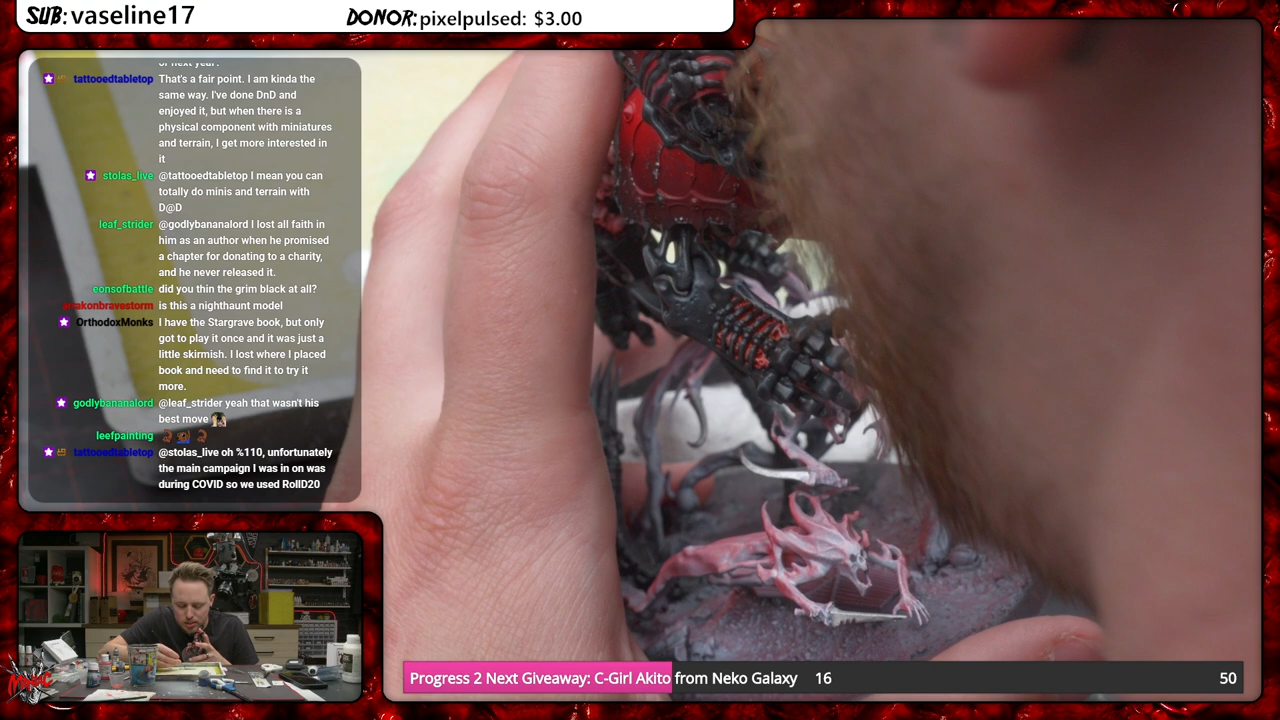 SUB: vaseline17
DONOR: pixelpulsed: $3.00
or next year?
tattooedtabletop That's a fair point. I am kinda the
same way. I've done DnD and
enjoyed it, but when there is a
physical component with miniatures
and terrain, I get more interested in
it
stolas_live @tattooedtabletop I mean you can
totally do minis and terrain with
D@D
leaf_strider @godlybananalord I lost all faith in
him as an author when he promised
a chapter for donating to a charity,
and he never released it.
eonsofbattle did you thin the grim black at all?
is this a nighthaunt model
OrthodoxMonks I have the Stargrave book, but only
got to play it once and it was just a
little skirmish. I lost where I placed
book and need to find it to try it
more.
godlybananalord @leaf_strider yeah that wasn't his
best move
leefpainting
tattooedtabletop @stolas_live oh %110, unfortunately
the main campaign I was in on was
during COVID so we used RollD20
Progress 2 Next Giveaway: C-Girl Akito from Neko Galaxy 16 50